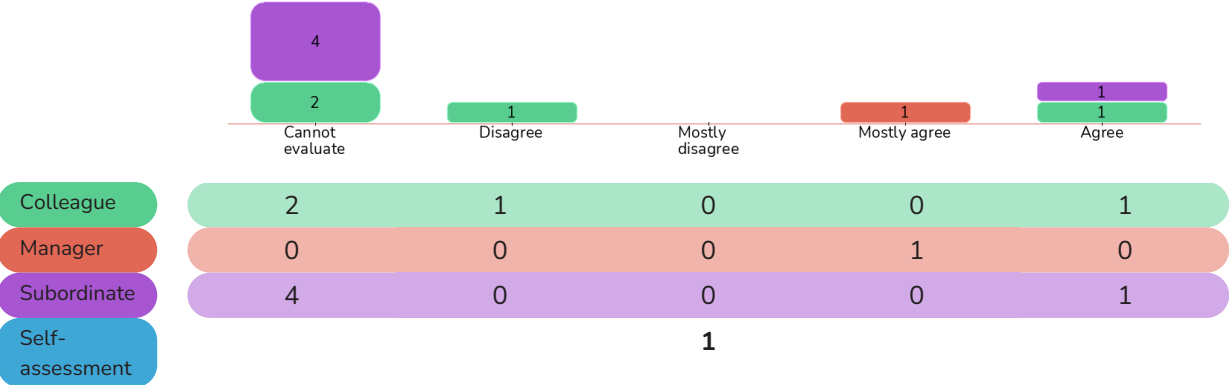 4
2
1
1
1
1
Cannot
evaluate
Disagree
Mostly
disagree
Mostly agree
Agree
Colleague 2 1 0 0 1
Manager 0 0 0 1 0
Subordinate 4 0 0 0 1
Self-
assessment
1